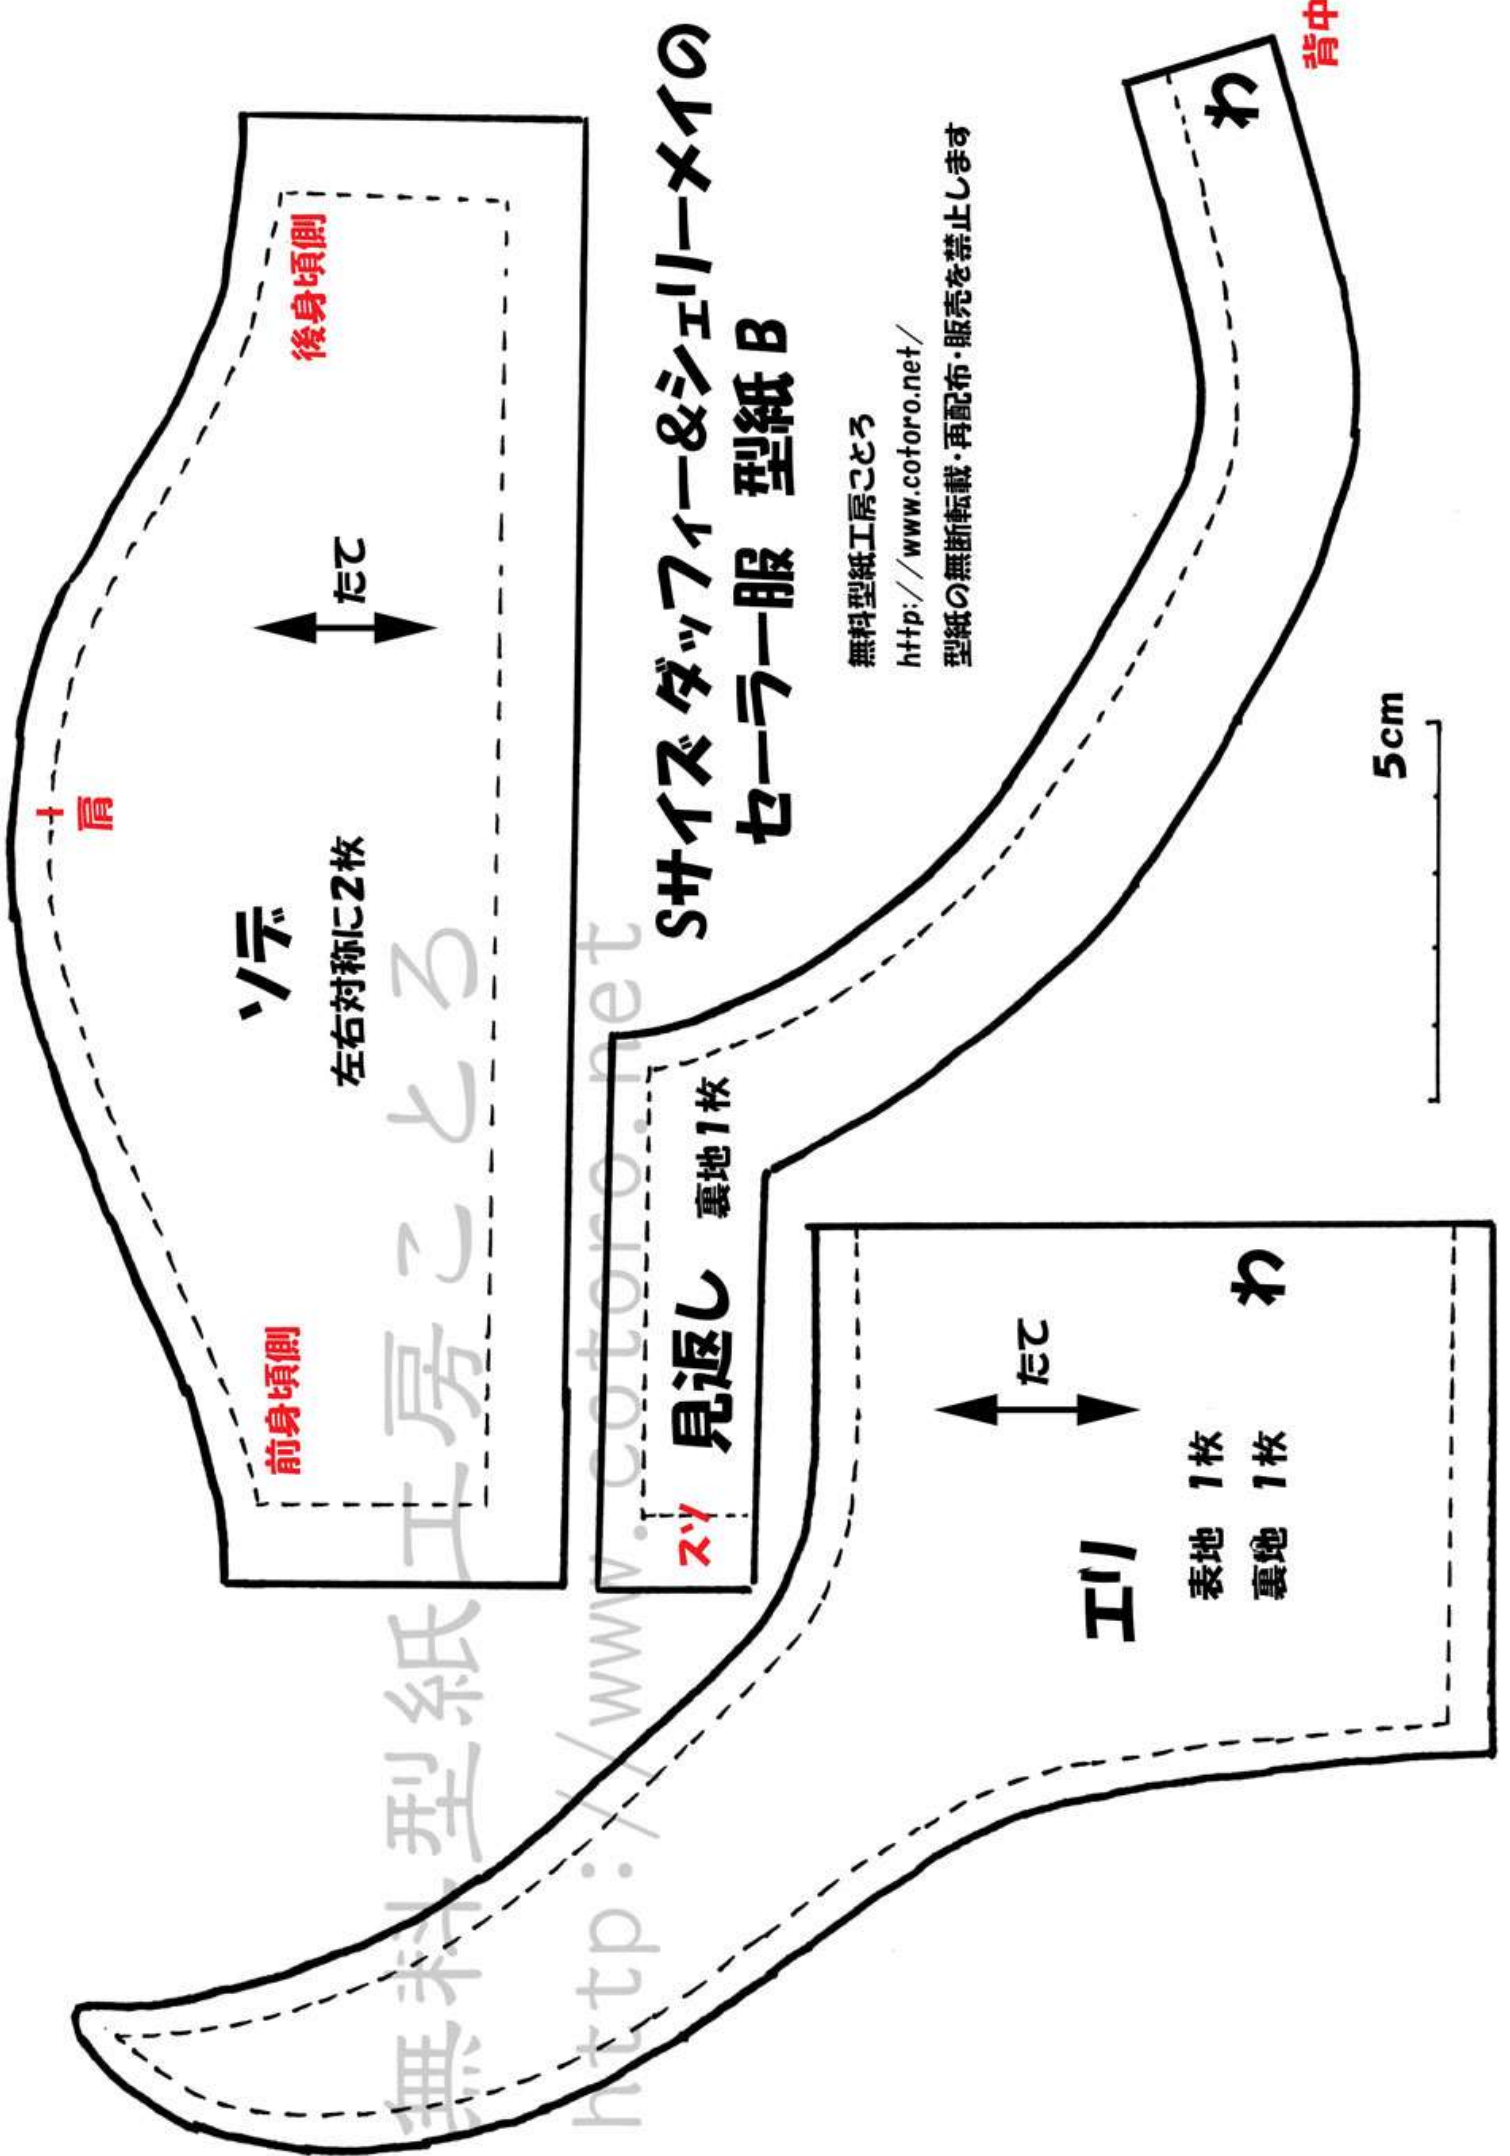 Sサイズダッフィー&シェリーメイの
セーラー服 型紙B
無料型紙工房ことろ
http://www.cotoro.net/
型紙の無断転載・再配布・販売を禁止します
ソデ
左右対称に2枚
たて
肩
前身頃側
後身頃側
見返し 裏地1枚
スソ
わ
背中
エリ
表地 1枚
裏地 1枚
たて
わ
5cm
無料型紙工房ことろ
http://www.cotoro.net